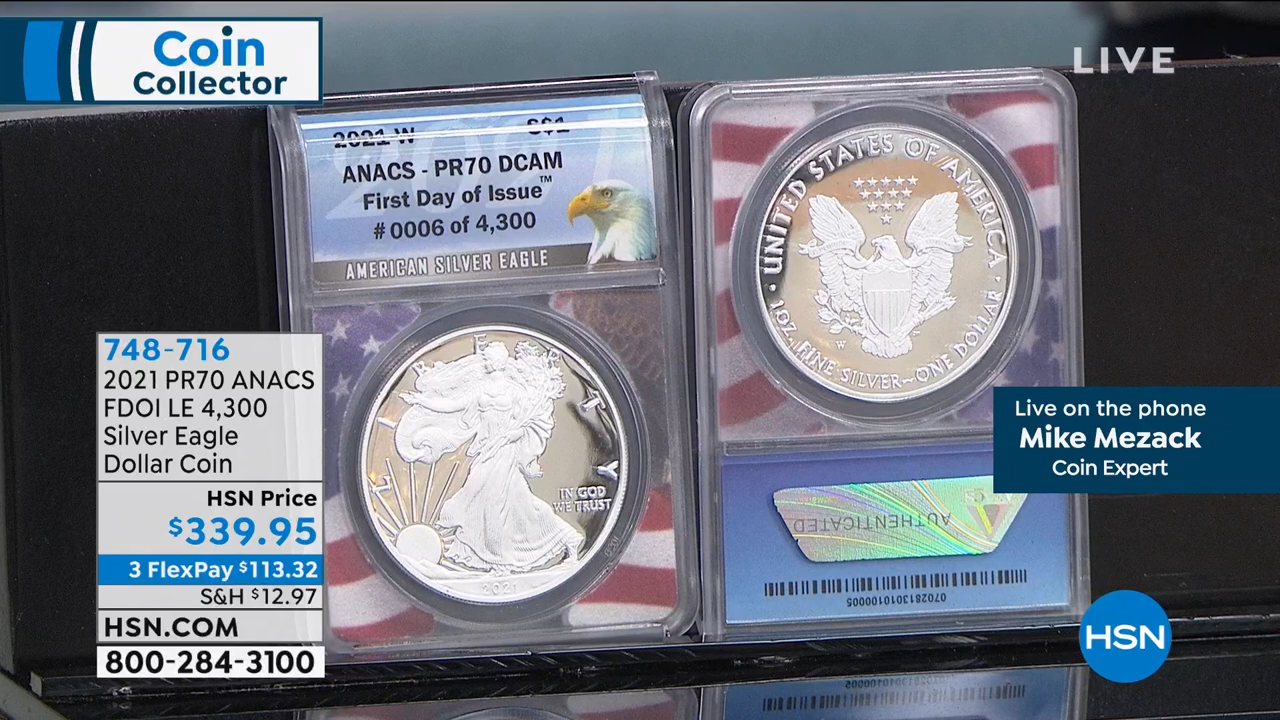 Coin
Collector
LIVE
2021-W S$1
ANACS - PR70 DCAM
First Day of Issue™
#0006 of 4,300
AMERICAN SILVER EAGLE
LIBERTY
IN GOD
WE TRUST
2021
UNITED STATES OF AMERICA
W
1 OZ. FINE SILVER~ONE DOLLAR
AUTHENTICATED
0702813010100005
748-716
2021 PR70 ANACS
FDOI LE 4,300
Silver Eagle
Dollar Coin
HSN Price
$339.95
3 FlexPay $113.32
S&H $12.97
HSN.COM
800-284-3100
Live on the phone
Mike Mezack
Coin Expert
HSN